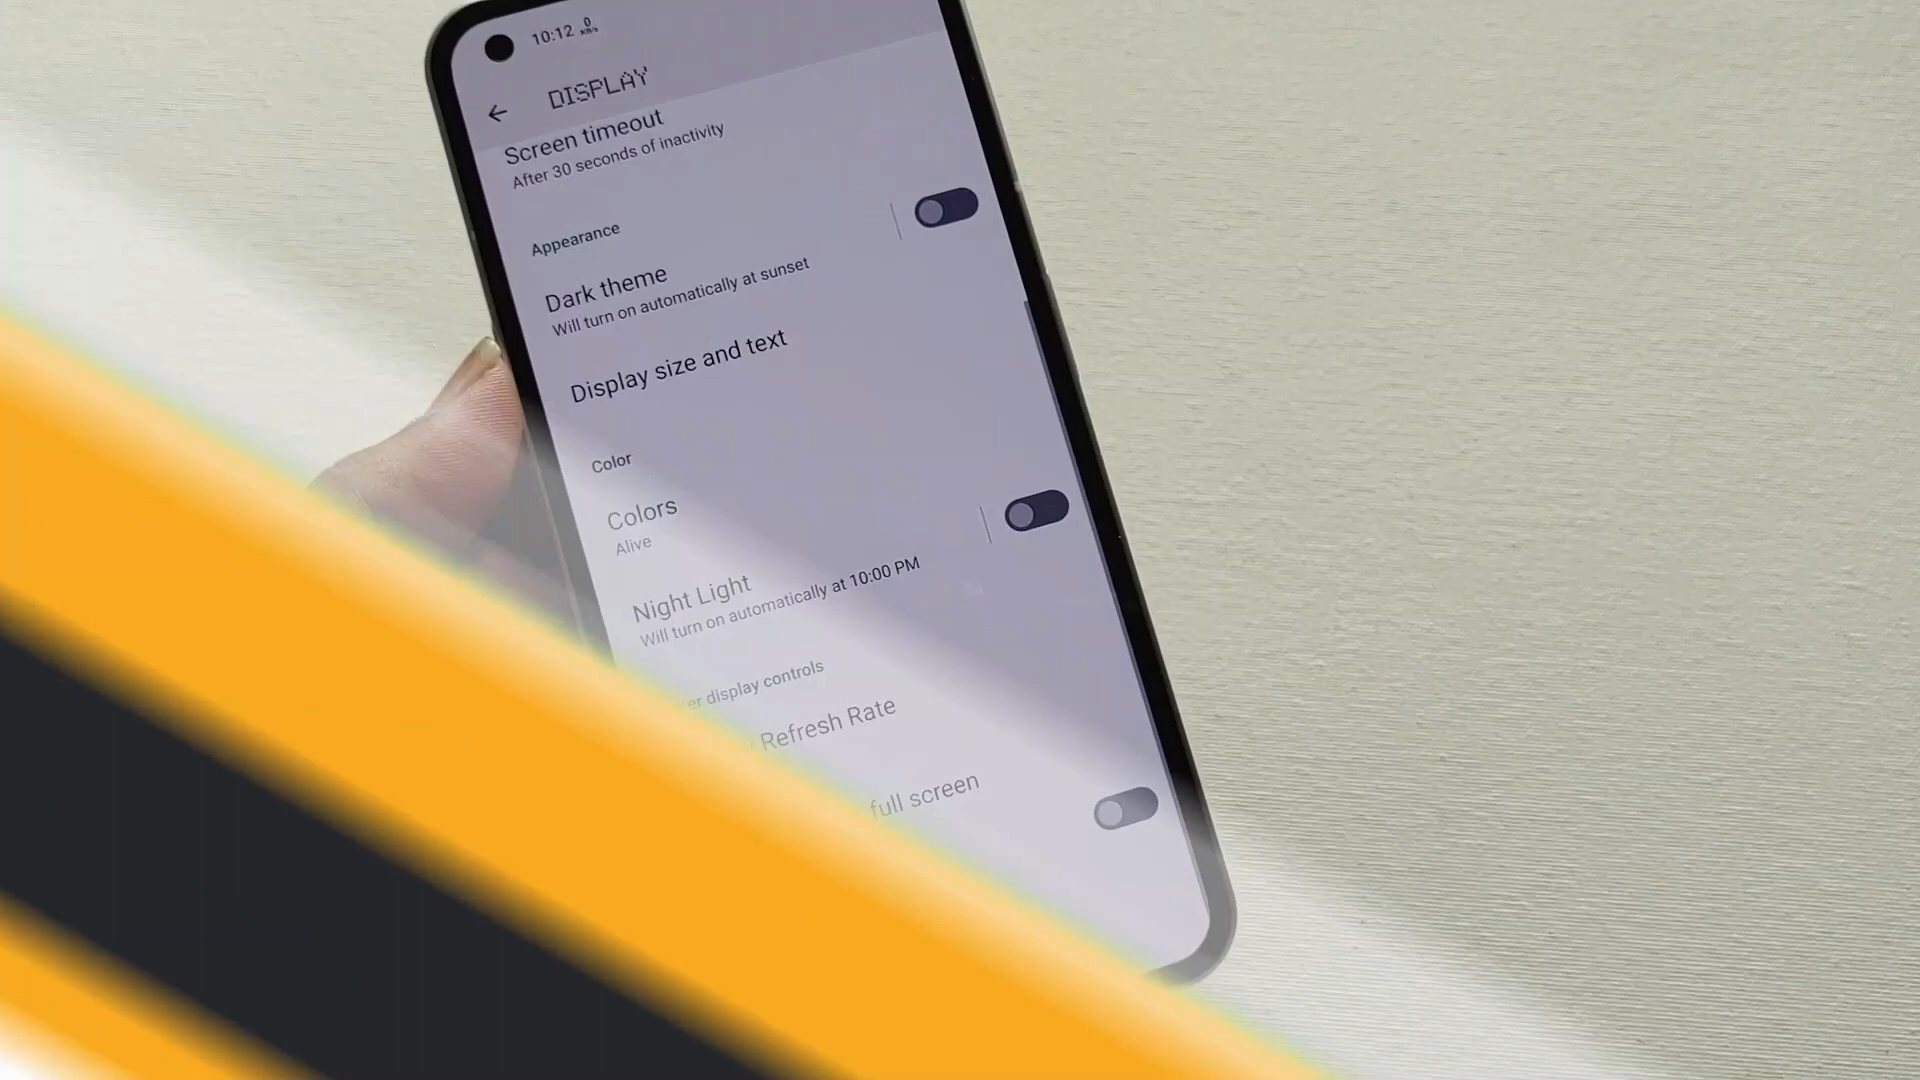 10:12 0 KB/s
DISPLAY
Screen timeout
After 30 seconds of inactivity
Appearance
Dark theme
Will turn on automatically at sunset
Display size and text
Color
Colors
Alive
Night Light
Will turn on automatically at 10:00 PM
display controls
Refresh Rate
full screen